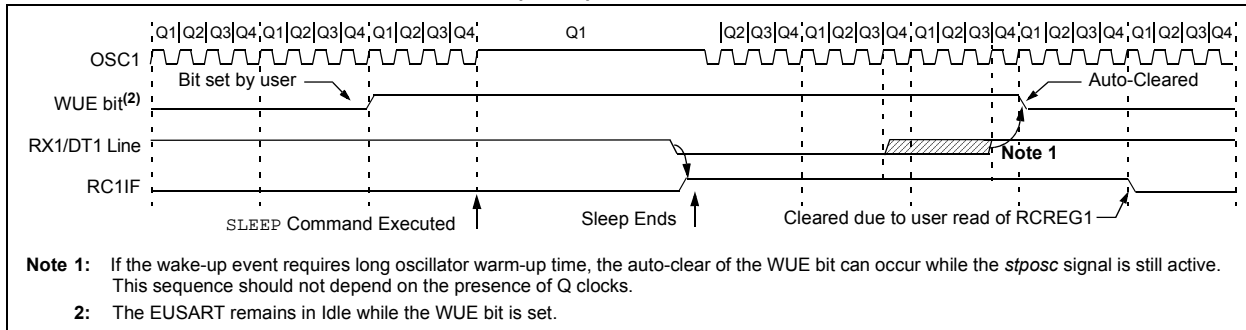 Q1 Q2 Q3 Q4 Q1 Q2 Q3 Q4 Q1 Q2 Q3 Q4 Q1 Q2 Q3 Q4 Q1 Q2 Q3 Q4 Q1 Q2 Q3 Q4 Q1 Q2 Q3 Q4 Q1 Q2 Q3 Q4
OSC1
Bit set by user
Auto-Cleared
WUE bit(2)
RX1/DT1 Line
Note 1
RC1IF
SLEEP Command Executed
Sleep Ends
Cleared due to user read of RCREG1
Note 1: If the wake-up event requires long oscillator warm-up time, the auto-clear of the WUE bit can occur while the stposc signal is still active.
This sequence should not depend on the presence of Q clocks.
2: The EUSART remains in Idle while the WUE bit is set.